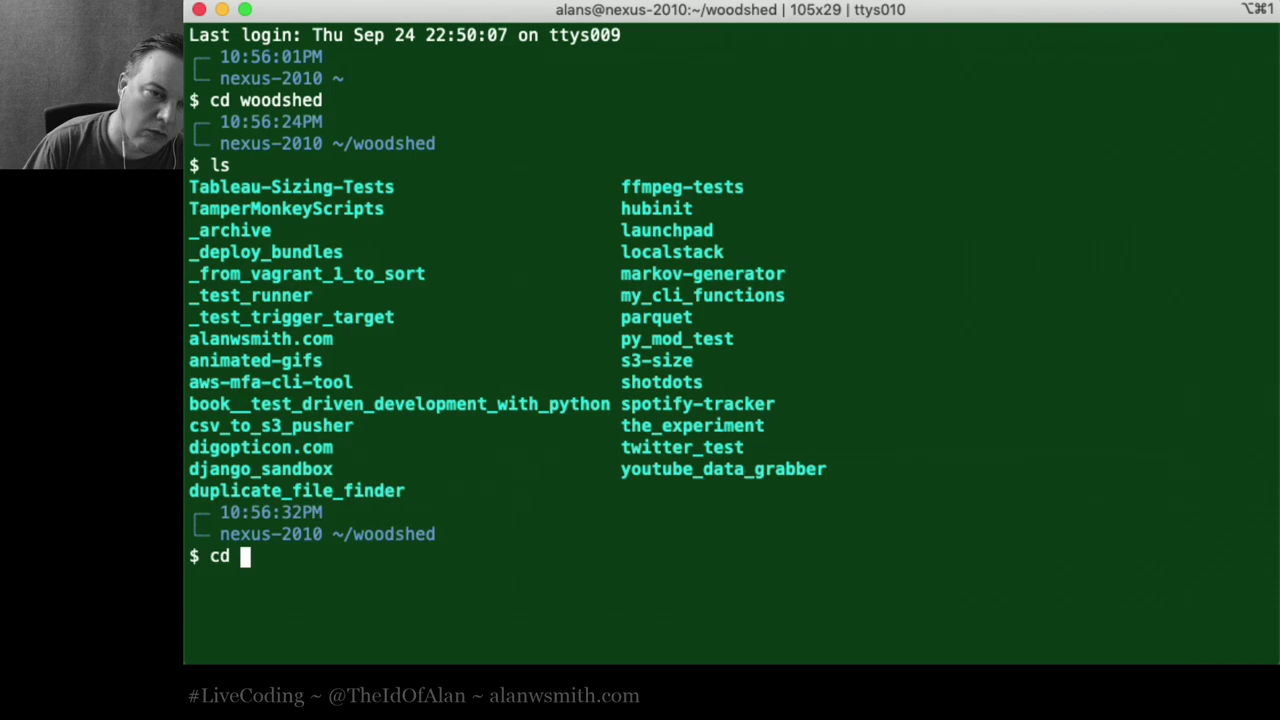 alans@nexus-2010:~/woodshed | 105x29 | ttys010
⌥⌘1
Last login: Thu Sep 24 22:50:07 on ttys009
10:56:01PM
nexus-2010 ~
$ cd woodshed
10:56:24PM
nexus-2010 ~/woodshed
$ ls
Tableau-Sizing-Tests ffmpeg-tests
TamperMonkeyScripts hubinit
_archive launchpad
_deploy_bundles localstack
_from_vagrant_1_to_sort markov-generator
_test_runner my_cli_functions
_test_trigger_target parquet
alanwsmith.com py_mod_test
animated-gifs s3-size
aws-mfa-cli-tool shotdots
book__test_driven_development_with_python spotify-tracker
csv_to_s3_pusher the_experiment
digopticon.com twitter_test
django_sandbox youtube_data_grabber
duplicate_file_finder
10:56:32PM
nexus-2010 ~/woodshed
$ cd
#LiveCoding ~ @TheIdOfAlan ~ alanwsmith.com